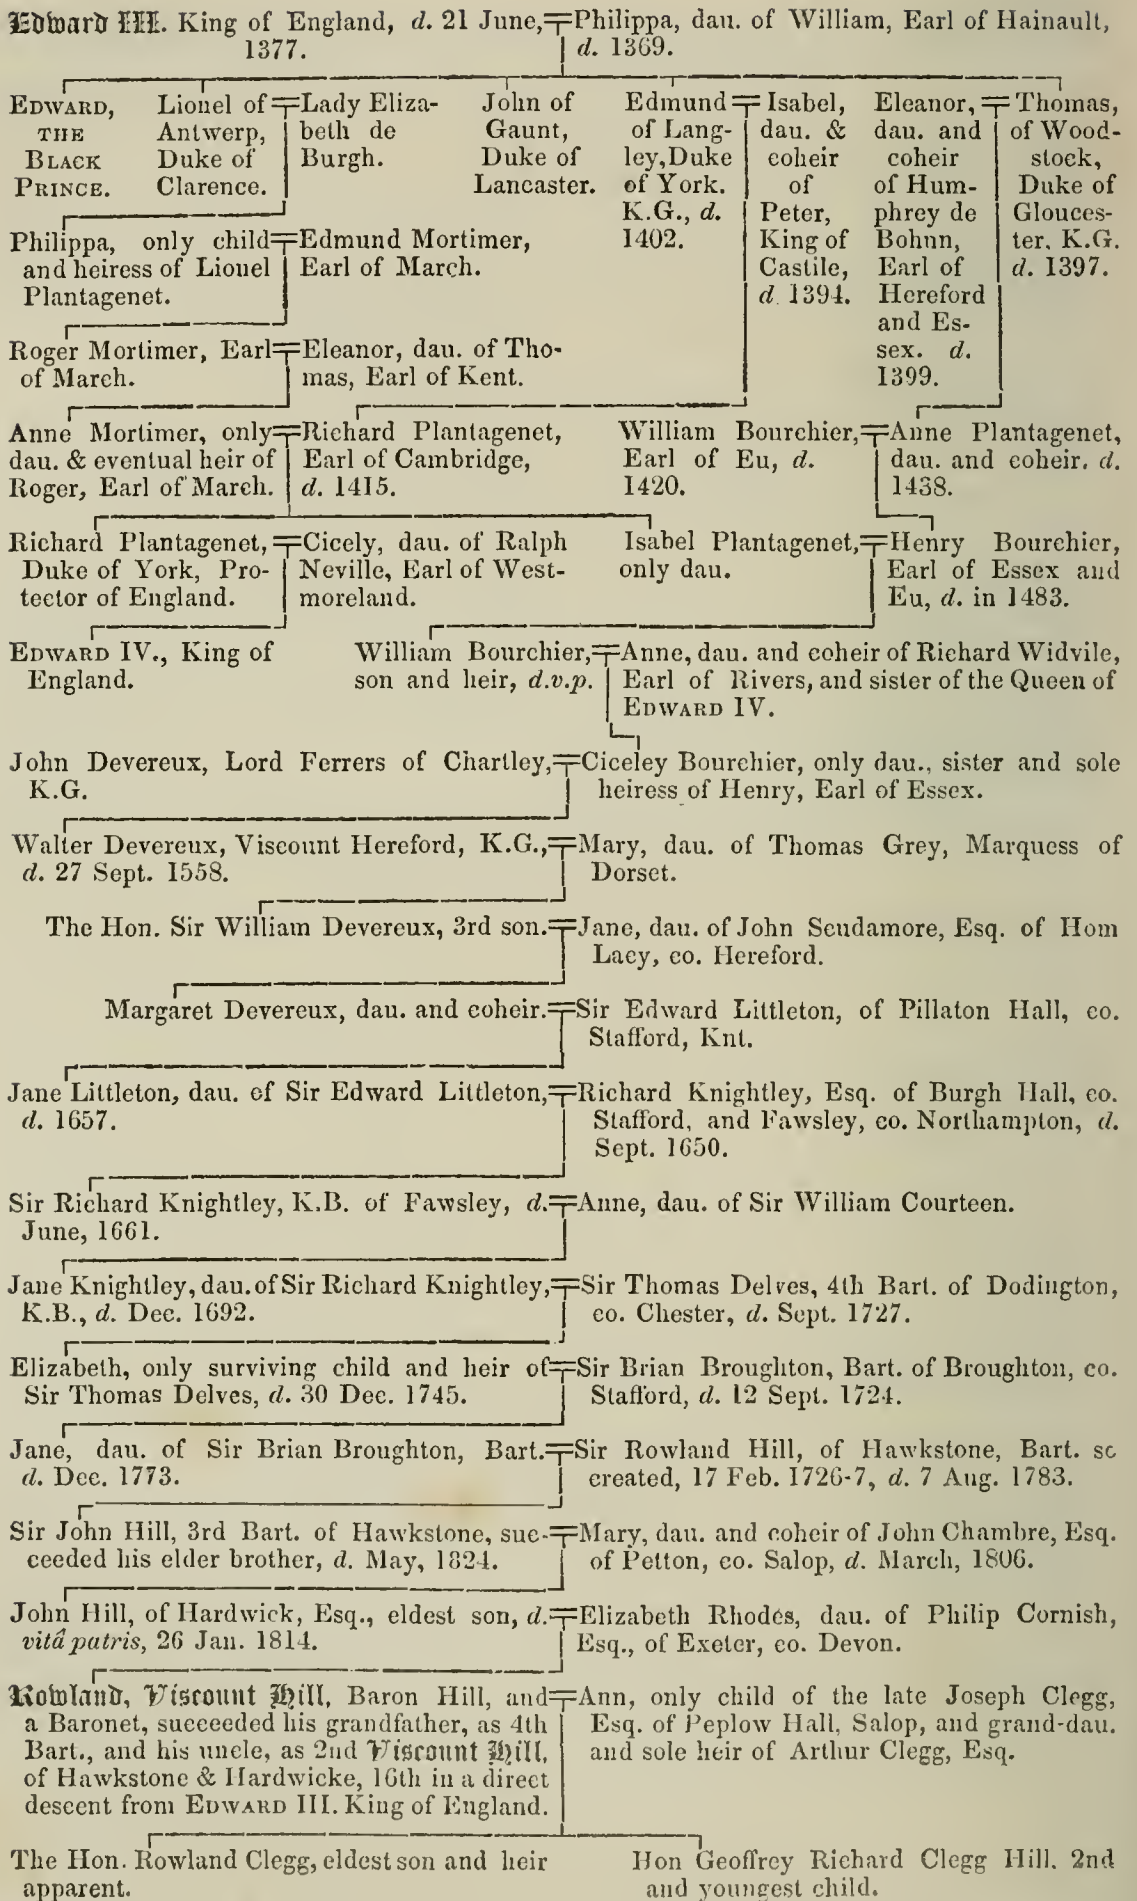 Edward III. King of England, d. 21 June, 1377.
Philippa, dau. of William, Earl of Hainault, d. 1369.
EDWARD,
THE
BLACK
PRINCE.
Lionel of
Antwerp,
Duke of
Clarence.
Lady Eliza-
beth de
Burgh.
John of
Gaunt,
Duke of
Lancaster.
Edmund
of Lang-
ley, Duke
of York.
K.G., d.
1402.
Isabel,
dau. &
coheir
of
Peter,
King of
Castile,
d. 1394.
Eleanor,
dau. and
coheir
of Hum-
phrey de
Bohnn,
Earl of
Hereford
and Es-
sex. d.
1399.
Thomas,
of Wood-
stock,
Duke of
Glouces-
ter. K.G.
d. 1397.
Philippa, only child
and heiress of Lionel
Plantagenet.
Edmund Mortimer,
Earl of March.
Roger Mortimer, Earl
of March.
Eleanor, dau. of Tho-
mas, Earl of Kent.
Anne Mortimer, only
dau. & eventual heir of
Roger, Earl of March.
Richard Plantagenet,
Earl of Cambridge,
d. 1415.
William Bourchier,
Earl of Eu, d.
1420.
Anne Plantagenet,
dau. and coheir. d.
1438.
Richard Plantagenet,
Duke of York, Pro-
tector of England.
Cicely, dau. of Ralph
Neville, Earl of West-
moreland.
Isabel Plantagenet,
only dau.
Henry Bourchier,
Earl of Essex and
Eu, d. in 1483.
EDWARD IV., King of
England.
William Bourchier,
son and heir, d.v.p.
Anne, dau. and coheir of Richard Widvile,
Earl of Rivers, and sister of the Queen of
EDWARD IV.
John Devereux, Lord Ferrers of Chartley,
K.G.
Ciceley Bourchier, only dau., sister and sole
heiress of Henry, Earl of Essex.
Walter Devereux, Viscount Hereford, K.G.,
d. 27 Sept. 1558.
Mary, dau. of Thomas Grey, Marquess of
Dorset.
The Hon. Sir William Devereux, 3rd son.
Jane, dau. of John Scudamore, Esq. of Hom
Lacy, co. Hereford.
Margaret Devereux, dau. and coheir.
Sir Edward Littleton, of Pillaton Hall, co.
Stafford, Knt.
Jane Littleton, dau. of Sir Edward Littleton,
d. 1657.
Richard Knightley, Esq. of Burgh Hall, co.
Stafford, and Fawsley, co. Northampton, d.
Sept. 1650.
Sir Richard Knightley, K.B. of Fawsley, d.
June, 1661.
Anne, dau. of Sir William Courteen.
Jane Knightley, dau. of Sir Richard Knightley,
K.B., d. Dec. 1692.
Sir Thomas Delves, 4th Bart. of Dodington,
co. Chester, d. Sept. 1727.
Elizabeth, only surviving child and heir of
Sir Thomas Delves, d. 30 Dec. 1745.
Sir Brian Broughton, Bart. of Broughton, co.
Stafford, d. 12 Sept. 1724.
Jane, dau. of Sir Brian Broughton, Bart.
d. Dec. 1773.
Sir Rowland Hill, of Hawkstone, Bart. so
created, 17 Feb. 1726-7, d. 7 Aug. 1783.
Sir John Hill, 3rd Bart. of Hawkstone, suc-
ceeded his elder brother, d. May, 1824.
Mary, dau. and coheir of John Chambre, Esq.
of Petton, co. Salop, d. March, 1806.
John Hill, of Hardwick, Esq., eldest son, d.
vitâ patris, 26 Jan. 1814.
Elizabeth Rhodes, dau. of Philip Cornish,
Esq., of Exeter, co. Devon.
Rowland, Viscount Hill, Baron Hill, and
a Baronet, succeeded his grandfather, as 4th
Bart., and his uncle, as 2nd Viscount Hill,
of Hawkstone & Hardwicke, 16th in a direct
descent from EDWARD III. King of England.
Ann, only child of the late Joseph Clegg,
Esq. of Peplow Hall, Salop, and grand-dau.
and sole heir of Arthur Clegg, Esq.
The Hon. Rowland Clegg, eldest son and heir
apparent.
Hon Geoffrey Richard Clegg Hill. 2nd
and youngest child.